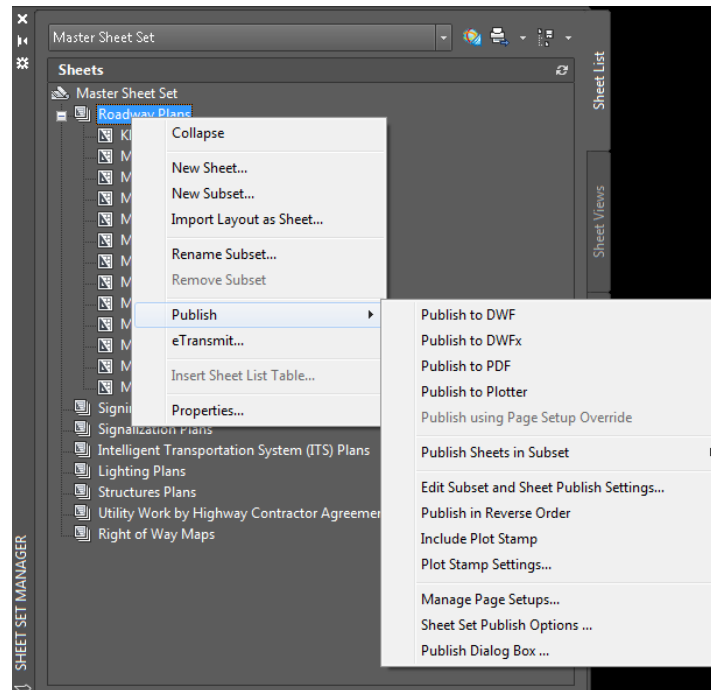 Master Sheet Set
Sheets
Master Sheet Set
Roadway Plans
Collapse
New Sheet...
New Subset...
Import Layout as Sheet...
Rename Subset...
Remove Subset
Publish
eTransmit...
Insert Sheet List Table...
Properties...
Publish to DWF
Publish to DWFx
Publish to PDF
Publish to Plotter
Publish using Page Setup Override
Publish Sheets in Subset
Edit Subset and Sheet Publish Settings...
Publish in Reverse Order
Include Plot Stamp
Plot Stamp Settings...
Manage Page Setups...
Sheet Set Publish Options ...
Publish Dialog Box ...
Signalization Plans
Intelligent Transportation System (ITS) Plans
Lighting Plans
Structures Plans
Utility Work by Highway Contractor
Right of Way Maps
Sheet List
Sheet Views
SHEET SET MANAGER